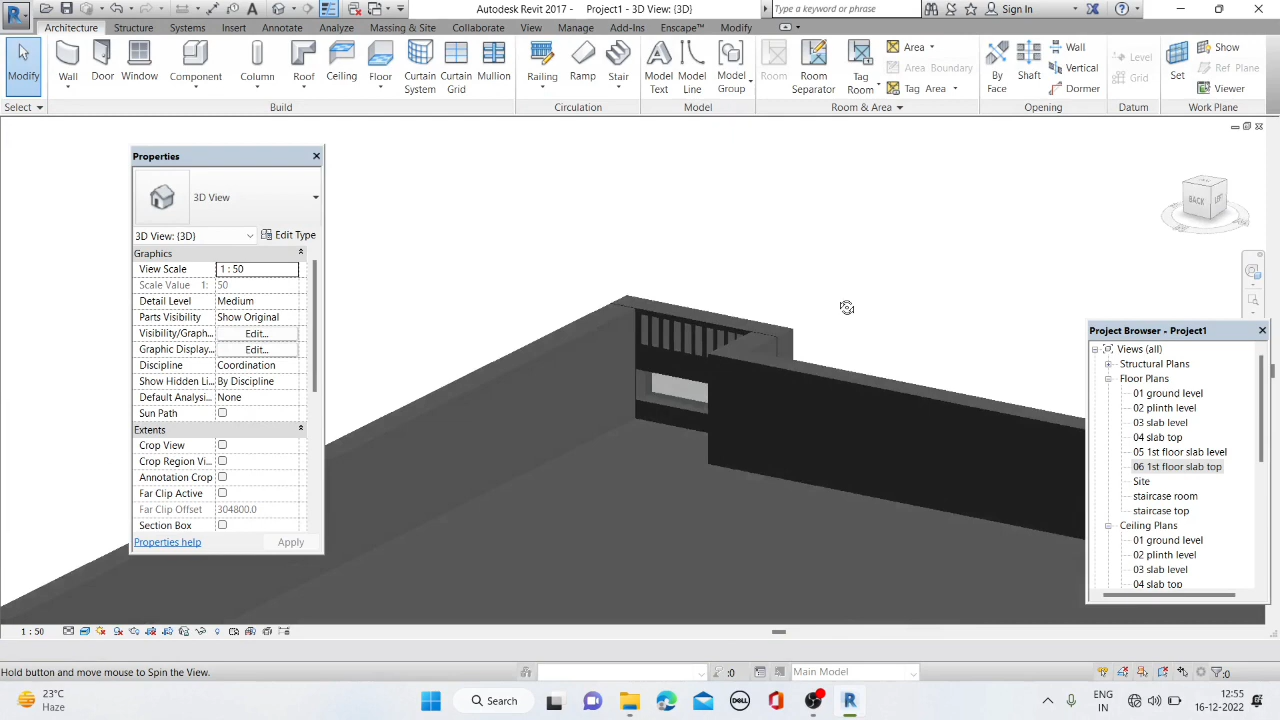 Autodesk Revit 2017 - Project1 - 3D View: {3D}
Type a keyword or phrase
Sign In
Architecture Structure Systems Insert Annotate Analyze Massing & Site Collaborate View Manage Add-Ins Escape™ Modify
Modify Wall Door Window Component Column Roof Ceiling Floor Curtain System Curtain Grid Mullion Railing Ramp Stair Model Text Model Line Model Group Room Room Separator Tag Room
Area
Area Boundary
Tag Area
By Face Shaft
Wall
Vertical
Dormer
Level
Grid
Set
Show
Ref Plane
Viewer
Select Build Circulation Model Room & Area Opening Datum Work Plane
Properties
3D View
3D View: {3D} Edit Type
Graphics
View Scale 1 : 50
Scale Value 1: 50
Detail Level Medium
Parts Visibility Show Original
Visibility/Graph... Edit...
Graphic Display... Edit...
Discipline Coordination
Show Hidden Li... By Discipline
Default Analysi... None
Sun Path
Extents
Crop View
Crop Region Vi...
Annotation Crop
Far Clip Active
Far Clip Offset 304800.0
Section Box
Properties help Apply
BACK
Project Browser - Project1
Views (all)
Structural Plans
Floor Plans
01 ground level
02 plinth level
03 slab level
04 slab top
05 1st floor slab level
06 1st floor slab top
Site
staircase room
staircase top
Ceiling Plans
01 ground level
02 plinth level
03 slab level
04 slab top
1 : 50
Hold button and move mouse to Spin the View.
:0
Main Model
:0
23°C
Haze
Search
DELL
ENG
IN
12:55
16-12-2022